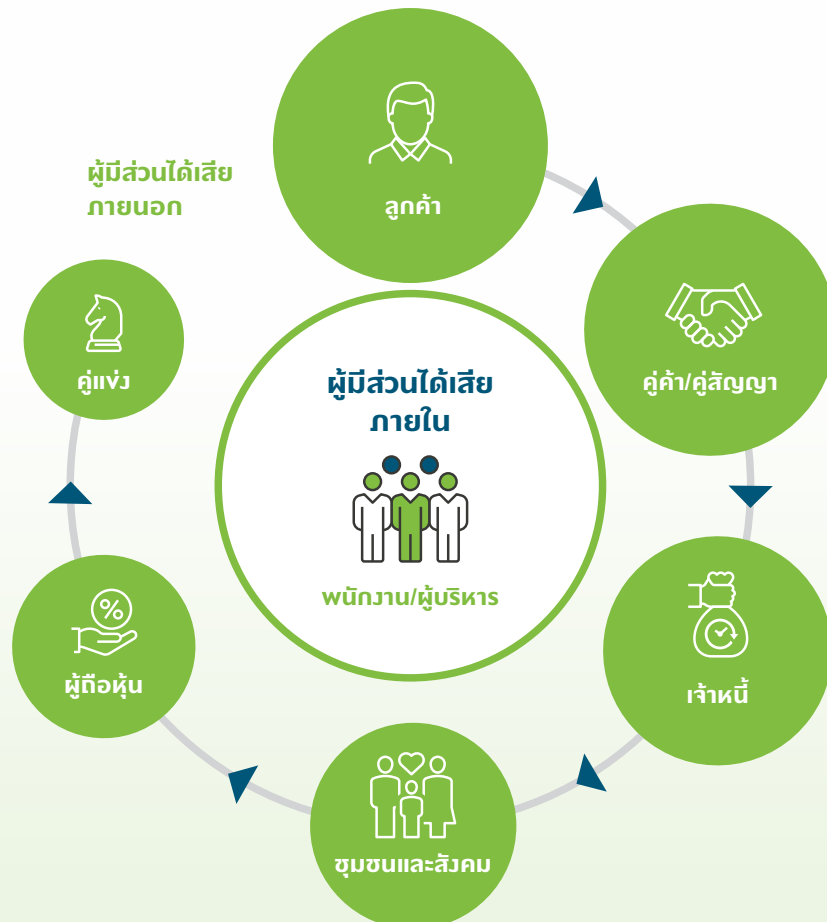 ผู้มีส่วนได้เสีย
ภายนอก
ลูกค้า
คู่ค้า/คู่สัญญา
เจ้าหนี้
ชุมชนและสังคม
ผู้ถือหุ้น
คู่แข่ง
ผู้มีส่วนได้เสีย
ภายใน
พนักงาน/ผู้บริหาร
%